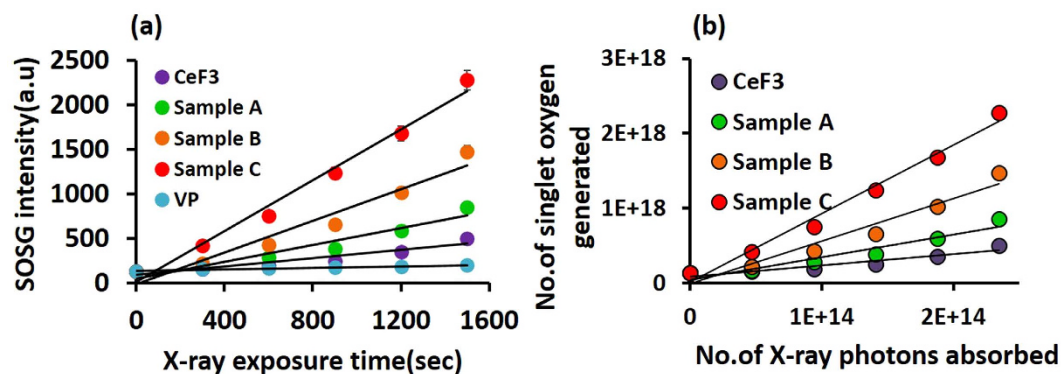 (a)
SOSG intensity(a.u)
2500
2000
1500
1000
500
0
CeF3
Sample A
Sample B
Sample C
VP
0
400
800
1200
1600
X-ray exposure time(sec)
(b)
No.of singlet oxygen
generated
3E+18
2E+18
1E+18
0E+00
CeF3
Sample A
Sample B
Sample C
0
1E+14
2E+14
No.of X-ray photons absorbed